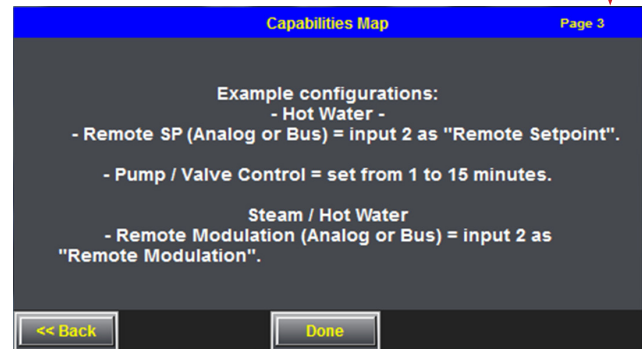 Capabilities Map
Page 3
Example configurations:
- Hot Water -
- Remote SP (Analog or Bus) = input 2 as "Remote Setpoint".
- Pump / Valve Control = set from 1 to 15 minutes.
Steam / Hot Water
- Remote Modulation (Analog or Bus) = input 2 as
"Remote Modulation".
<< Back
Done